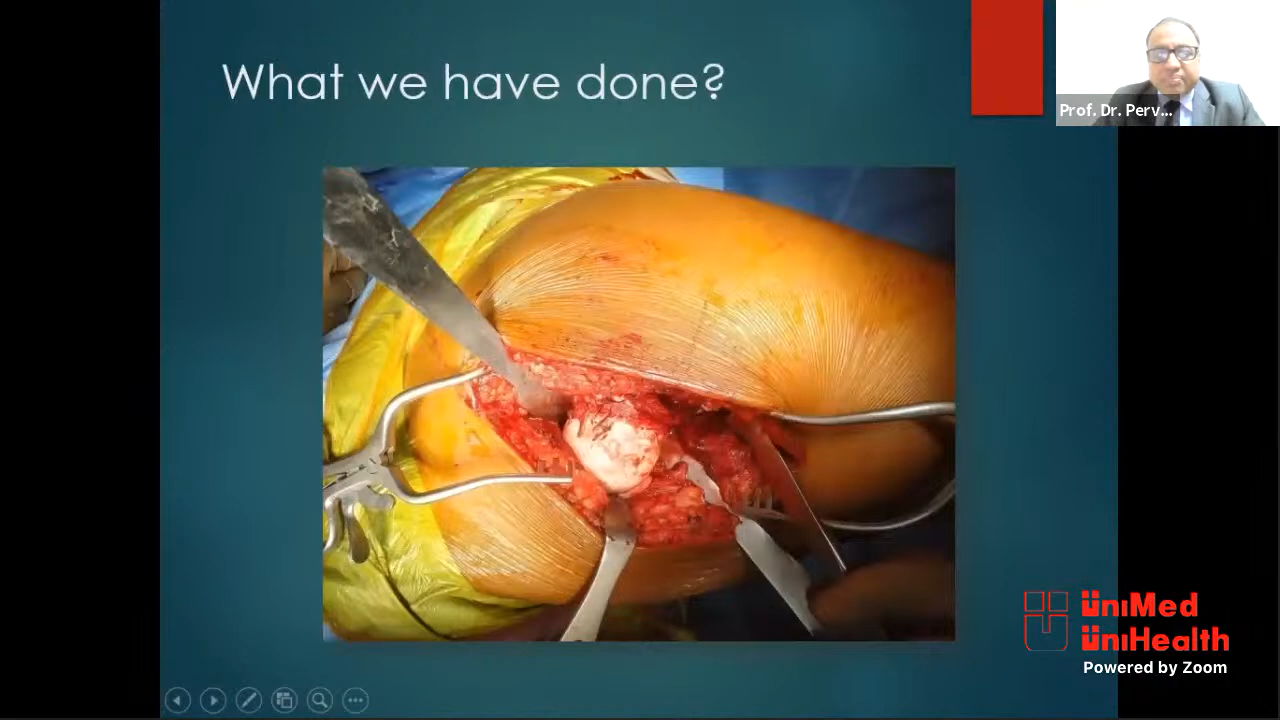 What we have done?
Prof. Dr. Perv...
ÜnıMed
ÜnıHealth
Powered by Zoom